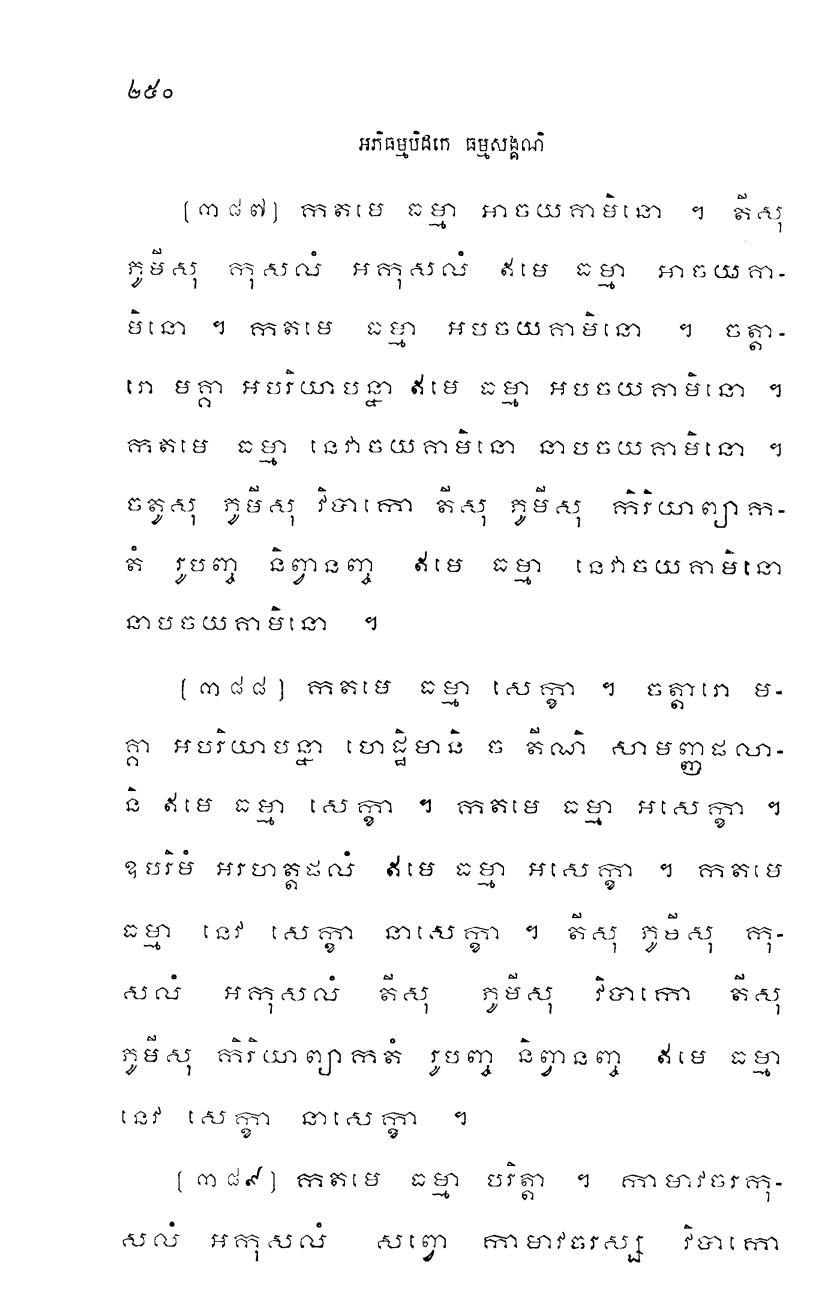 ២៥០
អភិធម្មបិដកេ ធម្មសង្គណិ
[៣៨៧] កតមេ ធម្មា អាចយគាមិនោ ។ តីសុ
ភូមីសុ កុសលំ អកុសលំ ឥមេ ធម្មា អាចយគា-
មិនោ ។ កតមេ ធម្មា អបចយគាមិនោ ។ ចត្តា-
រោ មគ្គា អបរិយាបន្នា ឥមេ ធម្មា អបចយគាមិនោ ។
កតមេ ធម្មា នេវាចយគាមិនោ នាបចយគាមិនោ ។
ចតូសុ ភូមីសុ វិបាកោ តីសុ ភូមីសុ កិរិយាព្យាក-
តំ រូបញ្ច និព្វានញ្ច ឥមេ ធម្មា នេវាចយគាមិនោ
នាបចយគាមិនោ ។
[៣៨៨] កតមេ ធម្មា សេក្ខា ។ ចត្តារោ ម-
គ្គា អបរិយាបន្នា ហេដ្ឋិមានិ ច តីណិ សាមញ្ញផលា-
និ ឥមេ ធម្មា សេក្ខា ។ កតមេ ធម្មា អសេក្ខា ។
ឧបរិមំ អរហត្តផលំ ឥមេ ធម្មា អសេក្ខា ។ កតមេ
ធម្មា នេវ សេក្ខា នាសេក្ខា ។ តីសុ ភូមីសុ កុ-
សលំ អកុសលំ តីសុ ភូមីសុ វិបាកោ តីសុ
ភូមីសុ កិរិយាព្យាកតំ រូបញ្ច និព្វានញ្ច ឥមេ ធម្មា
នេវ សេក្ខា នាសេក្ខា ។
[៣៨៩] កតមេ ធម្មា បរិត្តា ។ កាមាវចរកុ-
សលំ អកុសលំ សព្វោ កាមាវចរស្ស វិបាកោ